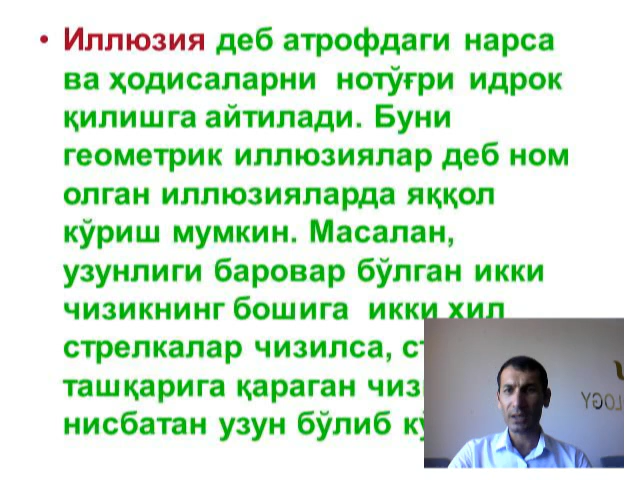 • Иллюзия деб атрофдаги нарса
ва ҳодисаларни нотўғри идрок
қилишга айтилади. Буни
геометрик иллюзиялар деб ном
олган иллюзияларда яққол
кўриш мумкин. Масалан,
узунлиги баровар бўлган икки
чизикнинг бошига икки хил
стрелкалар чизилса,
ташқарига қараган
нисбатан узун бўлиб